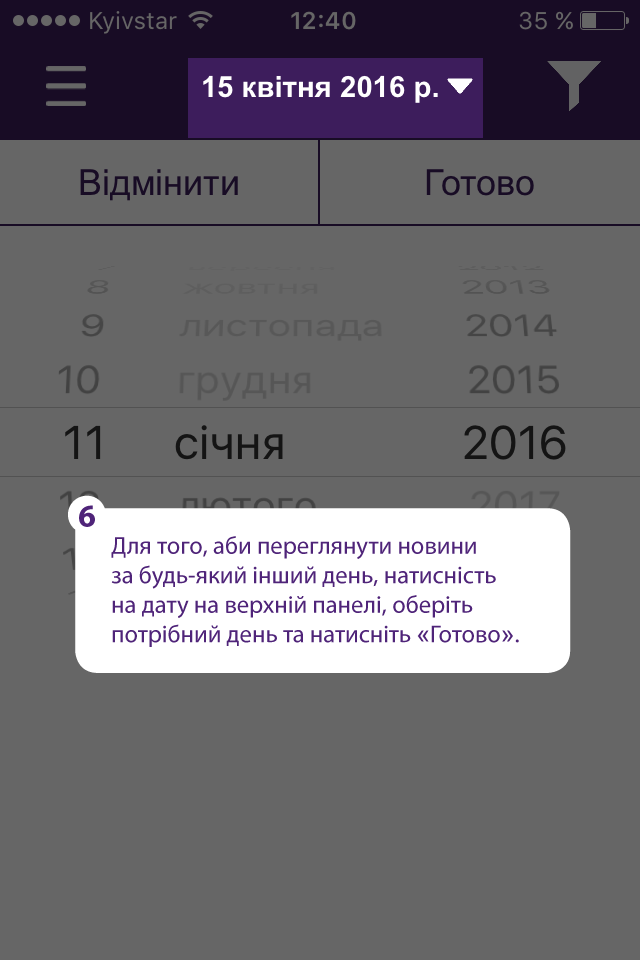 Kyivstar 12:40 35 %
15 квітня 2016 р.
Відмінити Готово
8 жовтня 2013
9 листопада 2014
10 грудня 2015
11 січня 2016
лютого 2017
6
Для того, аби переглянути новини
за будь-який інший день, натисність
на дату на верхній панелі, оберіть
потрібний день та натисніть «Готово».